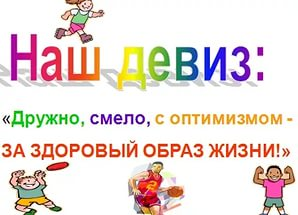 Наш девиз:
«Дружно, смело, с оптимизмом -
ЗА ЗДОРОВЫЙ ОБРАЗ ЖИЗНИ!»